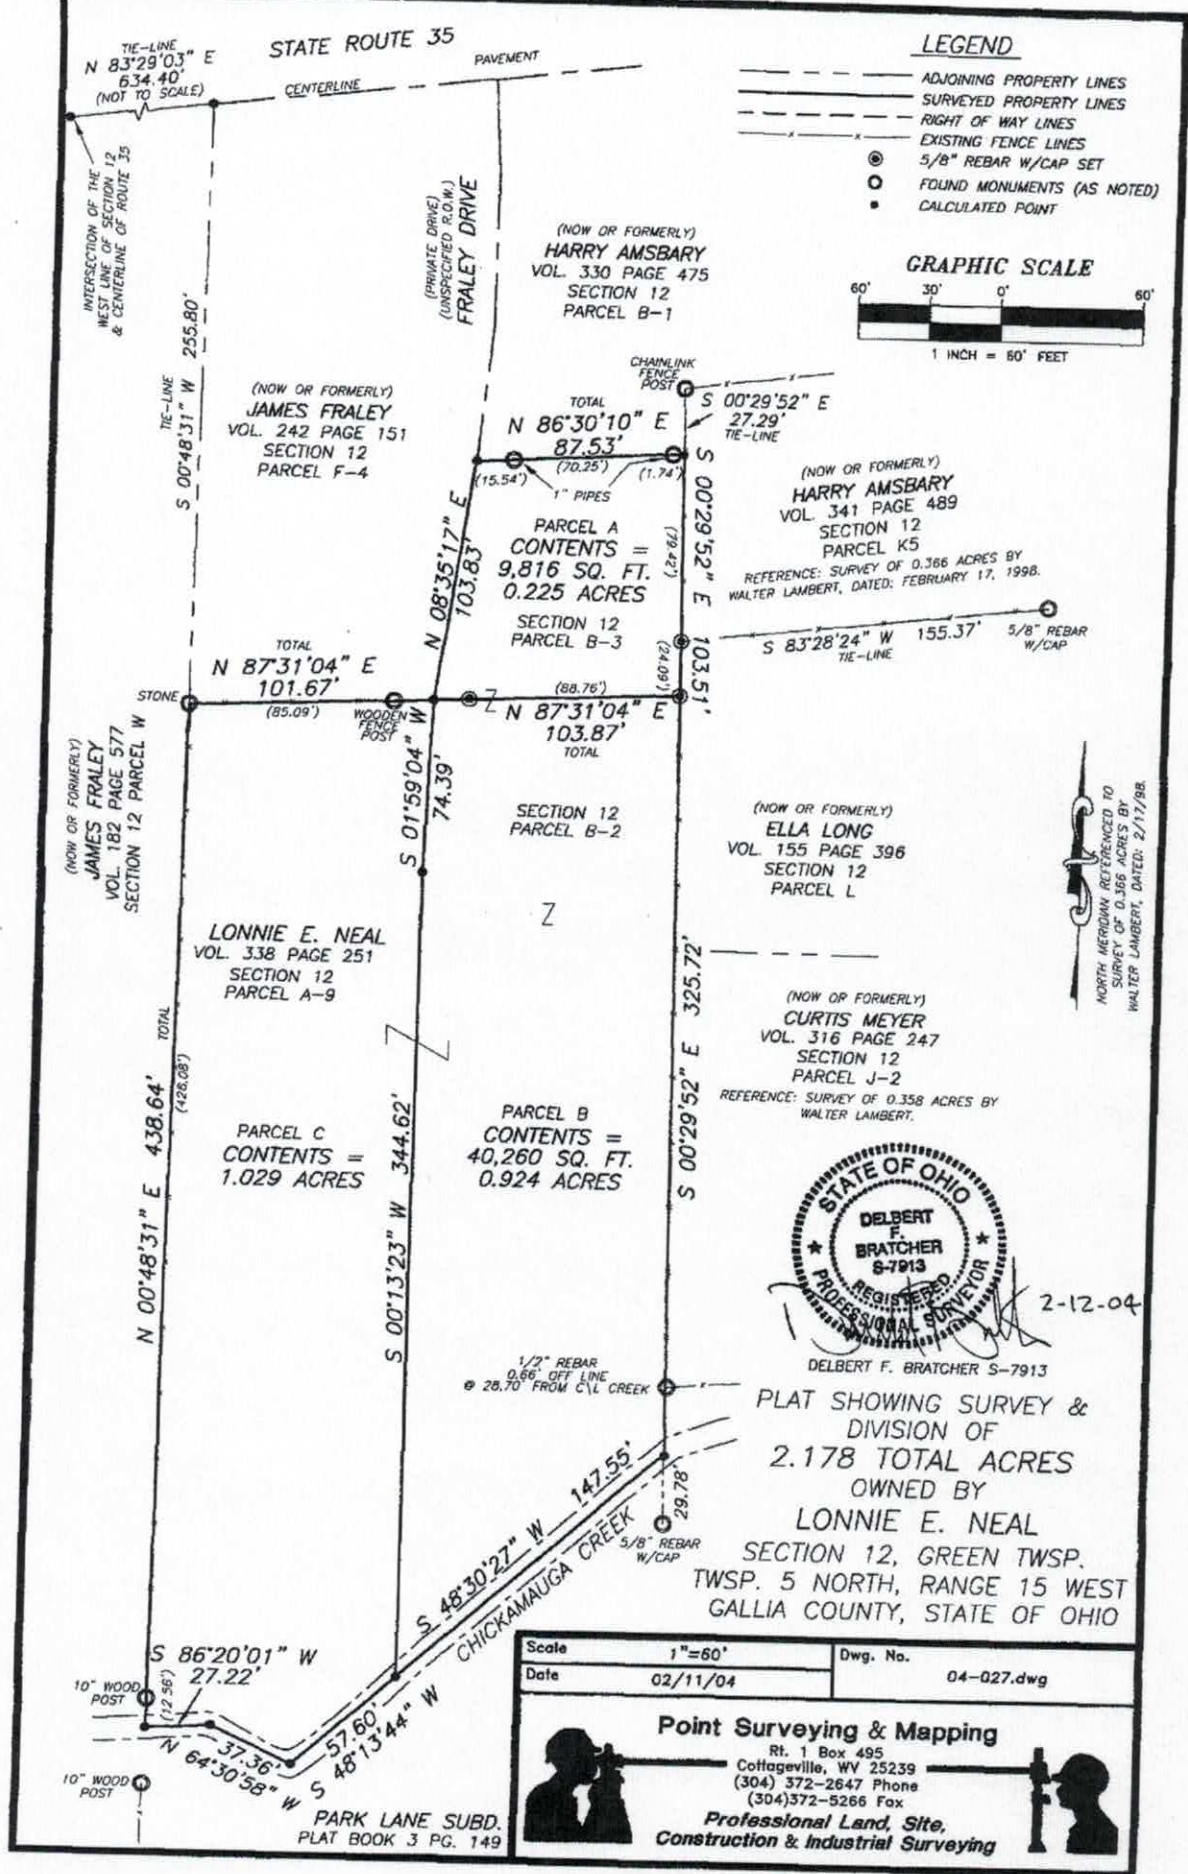 TIE-LINE
N 83°29'03" E
634.40'
(NOT TO SCALE)
STATE ROUTE 35
CENTERLINE
PAVEMENT
INTERSECTION OF THE
WEST LINE OF SECTION 12
& CENTERLINE OF ROUTE 35
TIE-LINE
S 00°48'31" W 255.80'
(PRIVATE DRIVE)
(UNSPECIFIED R.O.W.)
FRALEY DRIVE
LEGEND
ADJOINING PROPERTY LINES
SURVEYED PROPERTY LINES
RIGHT OF WAY LINES
EXISTING FENCE LINES
5/8" REBAR W/CAP SET
FOUND MONUMENTS (AS NOTED)
CALCULATED POINT
GRAPHIC SCALE
60' 30' 0' 60'
1 INCH = 60' FEET
(NOW OR FORMERLY)
HARRY AMSBARY
VOL. 330 PAGE 475
SECTION 12
PARCEL B-1
CHAINLINK
FENCE
POST
S 00°29'52" E
27.29'
TIE-LINE
(NOW OR FORMERLY)
JAMES FRALEY
VOL. 242 PAGE 151
SECTION 12
PARCEL F-4
TOTAL
N 86°30'10" E
87.53'
(15.54')
(70.25')
(1.74')
1" PIPES
N 08°35'17" E
103.83'
PARCEL A
CONTENTS =
9,816 SQ. FT.
0.225 ACRES
SECTION 12
PARCEL B-3
(79.42')
(24.09')
S 00°29'52" E 103.51'
(NOW OR FORMERLY)
HARRY AMSBARY
VOL. 341 PAGE 489
SECTION 12
PARCEL K5
REFERENCE: SURVEY OF 0.366 ACRES BY
WALTER LAMBERT, DATED: FEBRUARY 17, 1998.
S 83°28'24" W 155.37'
TIE-LINE
5/8" REBAR
W/CAP
TOTAL
N 87°31'04" E
101.67'
(85.09')
STONE
WOODEN
FENCE
POST
(88.76')
N 87°31'04" E
103.87'
TOTAL
Z
(NOW OR FORMERLY)
JAMES FRALEY
VOL. 182 PAGE 577
SECTION 12 PARCEL W
S 01°59'04" W
74.39'
SECTION 12
PARCEL B-2
(NOW OR FORMERLY)
ELLA LONG
VOL. 155 PAGE 396
SECTION 12
PARCEL L
NORTH MERIDIAN REFERENCED TO
SURVEY OF 0.366 ACRES BY
WALTER LAMBERT, DATED: 2/17/98.
Z
LONNIE E. NEAL
VOL. 338 PAGE 251
SECTION 12
PARCEL A-9
Z
N 00°48'31" E 438.64' TOTAL
(426.08')
S 00°13'23" W 344.62'
S 00°29'52" E 325.72'
(NOW OR FORMERLY)
CURTIS MEYER
VOL. 316 PAGE 247
SECTION 12
PARCEL J-2
REFERENCE: SURVEY OF 0.358 ACRES BY
WALTER LAMBERT.
PARCEL C
CONTENTS =
1.029 ACRES
PARCEL B
CONTENTS =
40,260 SQ. FT.
0.924 ACRES
STATE OF OHIO
DELBERT
F.
BRATCHER
S-7913
REGISTERED
PROFESSIONAL SURVEYOR
2-12-04
DELBERT F. BRATCHER S-7913
1/2" REBAR
0.66' OFF LINE
@ 28.70' FROM C\L CREEK
PLAT SHOWING SURVEY &
DIVISION OF
2.178 TOTAL ACRES
OWNED BY
LONNIE E. NEAL
SECTION 12, GREEN TWSP.
TWSP. 5 NORTH, RANGE 15 WEST
GALLIA COUNTY, STATE OF OHIO
S 48°30'27" W 147.55'
CHICKAMAUGA CREEK
29.78'
5/8" REBAR
W/CAP
S 86°20'01" W
27.22'
10" WOOD
POST
(12.56')
37.36'
N 64°30'58" W
57.60'
S 48°13'44" W
10" WOOD
POST
PARK LANE SUBD.
PLAT BOOK 3 PG. 149
Scale 1"=60'
Date 02/11/04
Dwg. No.
04-027.dwg
Point Surveying & Mapping
Rt. 1 Box 495
Cottageville, WV 25239
(304) 372-2647 Phone
(304)372-5266 Fax
Professional Land, Site,
Construction & Industrial Surveying